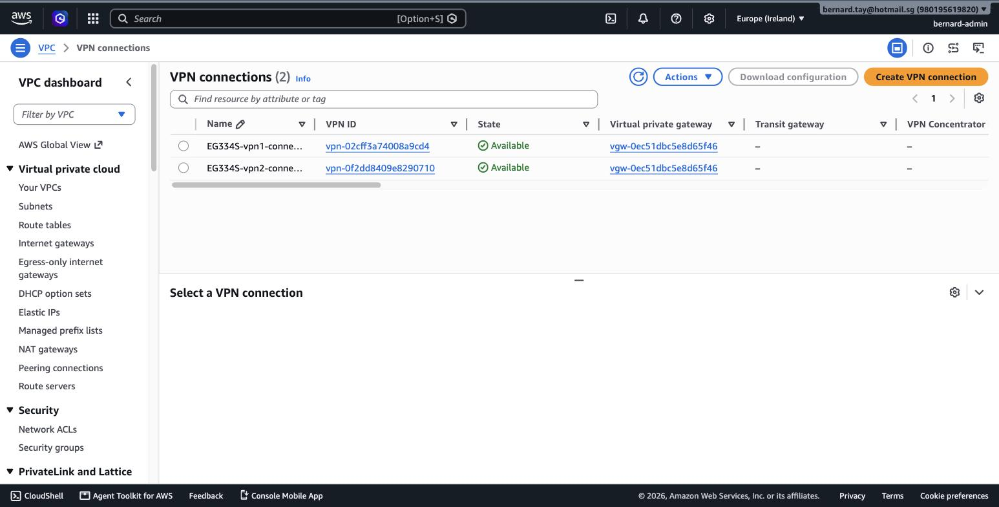 aws
Search [Option+S]
Europe (Ireland)
bernard.tay@hotmail.sg (980195619820)
bernard-admin
VPC
VPN connections
VPC dashboard
Filter by VPC
AWS Global View
Virtual private cloud
Your VPCs
Subnets
Route tables
Internet gateways
Egress-only internet
gateways
DHCP option sets
Elastic IPs
Managed prefix lists
NAT gateways
Peering connections
Route servers
Security
Network ACLs
Security groups
PrivateLink and Lattice
VPN connections (2) Info
Actions
Download configuration
Create VPN connection
Find resource by attribute or tag
1
Name VPN ID State Virtual private gateway Transit gateway VPN Concentrator
EG334S-vpn1-conne... vpn-02cff3a74008a9cd4 Available vgw-0ec51dbc5e8d65f46 – –
EG334S-vpn2-conne... vpn-0f2dd8409e8290710 Available vgw-0ec51dbc5e8d65f46 – –
Select a VPN connection
CloudShell Agent Toolkit for AWS Feedback Console Mobile App © 2026, Amazon Web Services, Inc. or its affiliates. Privacy Terms Cookie preferences